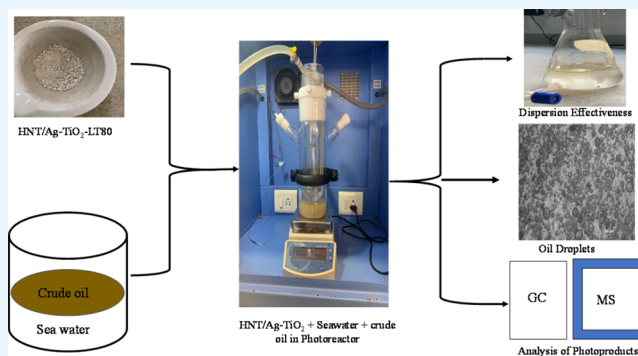 HNT/Ag-TiO₂-LT80
Crude oil
Sea water
HNT/Ag-TiO₂ + Seawater + crude
oil in Photoreactor
Dispersion Effectiveness
Oil Droplets
GC
MS
Analysis of Photoproducts